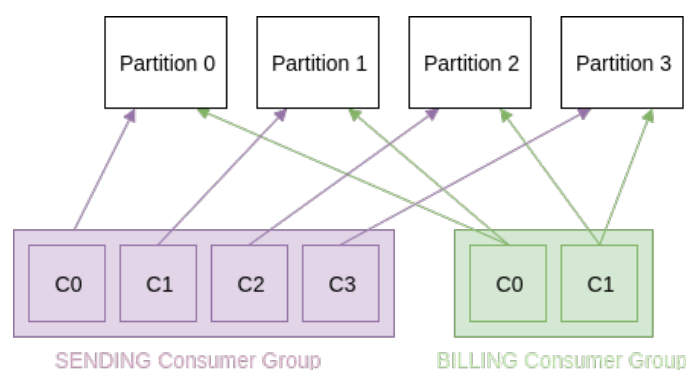 Partition 0
Partition 1
Partition 2
Partition 3
C0
C1
C2
C3
C0
C1
SENDING Consumer Group
BILLING Consumer Group